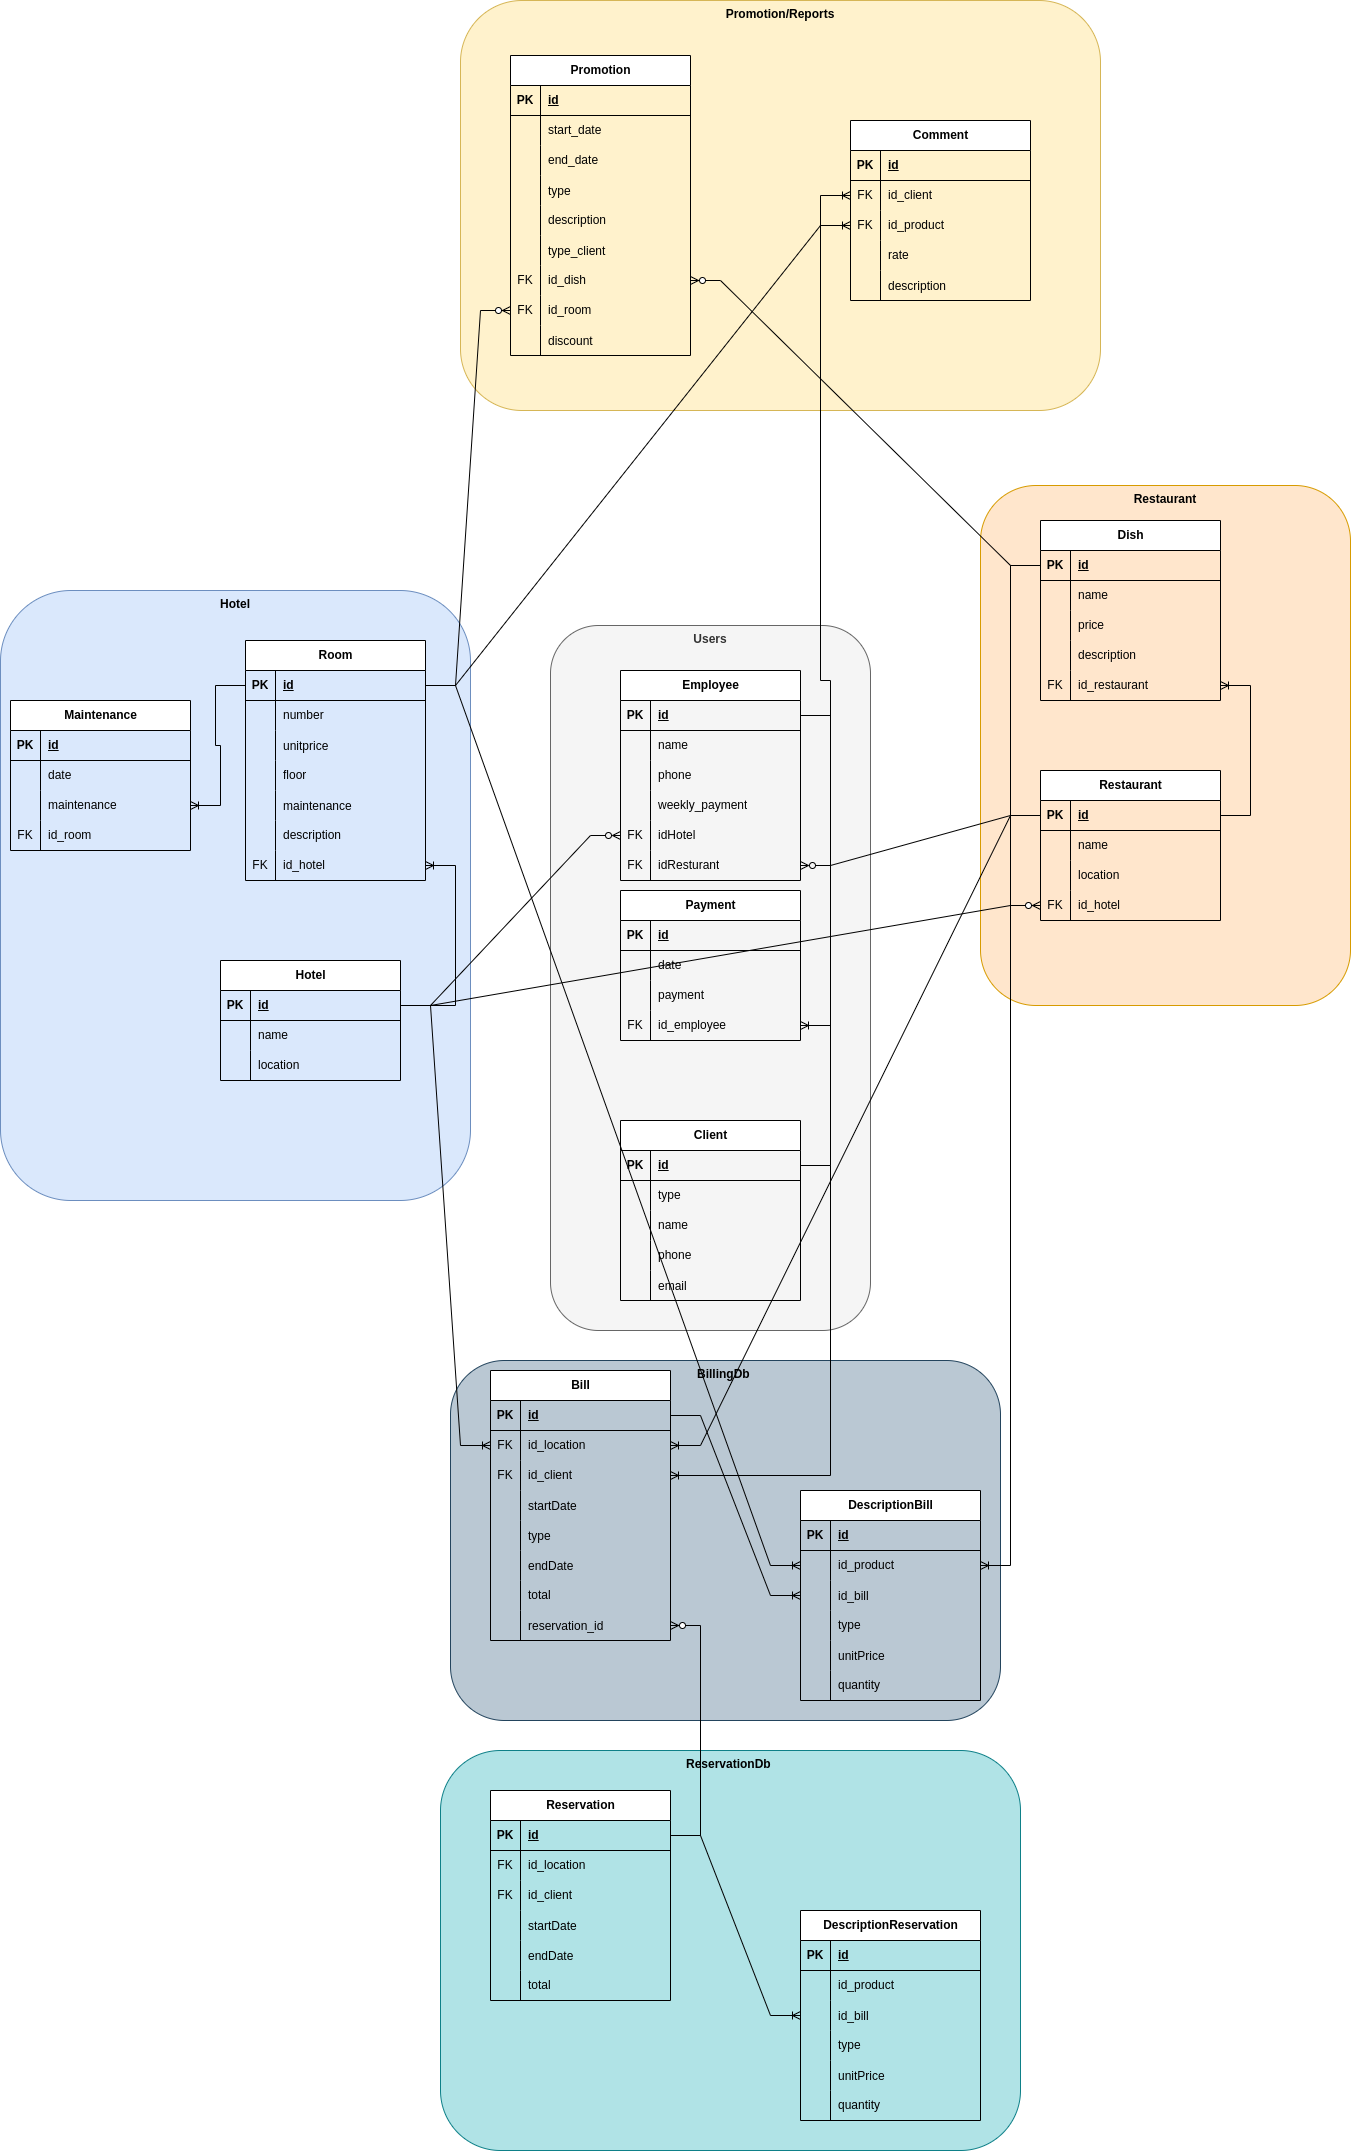 Promotion/Reports
Promotion
PK id
start_date
end_date
type
description
type_client
FK id_dish
FK id_room
discount
Comment
PK id
FK id_client
FK id_product
rate
description
Restaurant
Dish
PK id
name
price
description
FK id_restaurant
Restaurant
PK id
name
location
FK id_hotel
Hotel
Room
PK id
number
unitprice
floor
maintenance
description
FK id_hotel
Maintenance
PK id
date
maintenance
FK id_room
Hotel
PK id
name
location
Users
Employee
PK id
name
phone
weekly_payment
FK idHotel
FK idResturant
Payment
PK id
date
payment
FK id_employee
Client
PK id
type
name
phone
email
BillingDb
Bill
PK id
FK id_location
FK id_client
startDate
type
endDate
total
reservation_id
DescriptionBill
PK id
id_product
id_bill
type
unitPrice
quantity
ReservationDb
Reservation
PK id
FK id_location
FK id_client
startDate
endDate
total
DescriptionReservation
PK id
id_product
id_bill
type
unitPrice
quantity